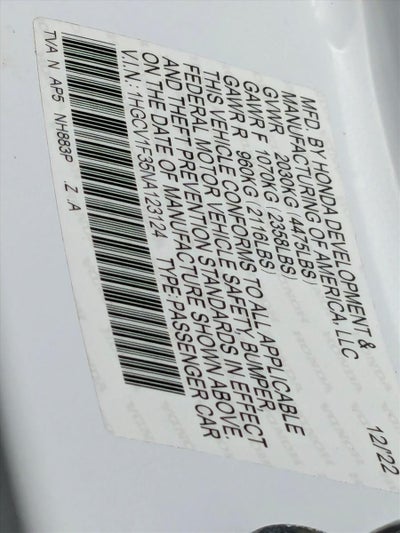 MFD. BY HONDA DEVELOPMENT &
MANUFACTURING OF AMERICA, LLC
12/22
GVWR 2030KG (4475LBS)
GAWR F 1070KG (2358LBS)
GAWR R 960KG (2116LBS)
THIS VEHICLE CONFORMS TO ALL APPLICABLE
FEDERAL MOTOR VEHICLE SAFETY, BUMPER,
AND THEFT PREVENTION STANDARDS IN EFFECT
ON THE DATE OF MANUFACTURE SHOWN ABOVE.
V.I.N.: 1HGCV1F35NA123124 TYPE: PASSENGER CAR
TVA N AP5 NH883P Z A